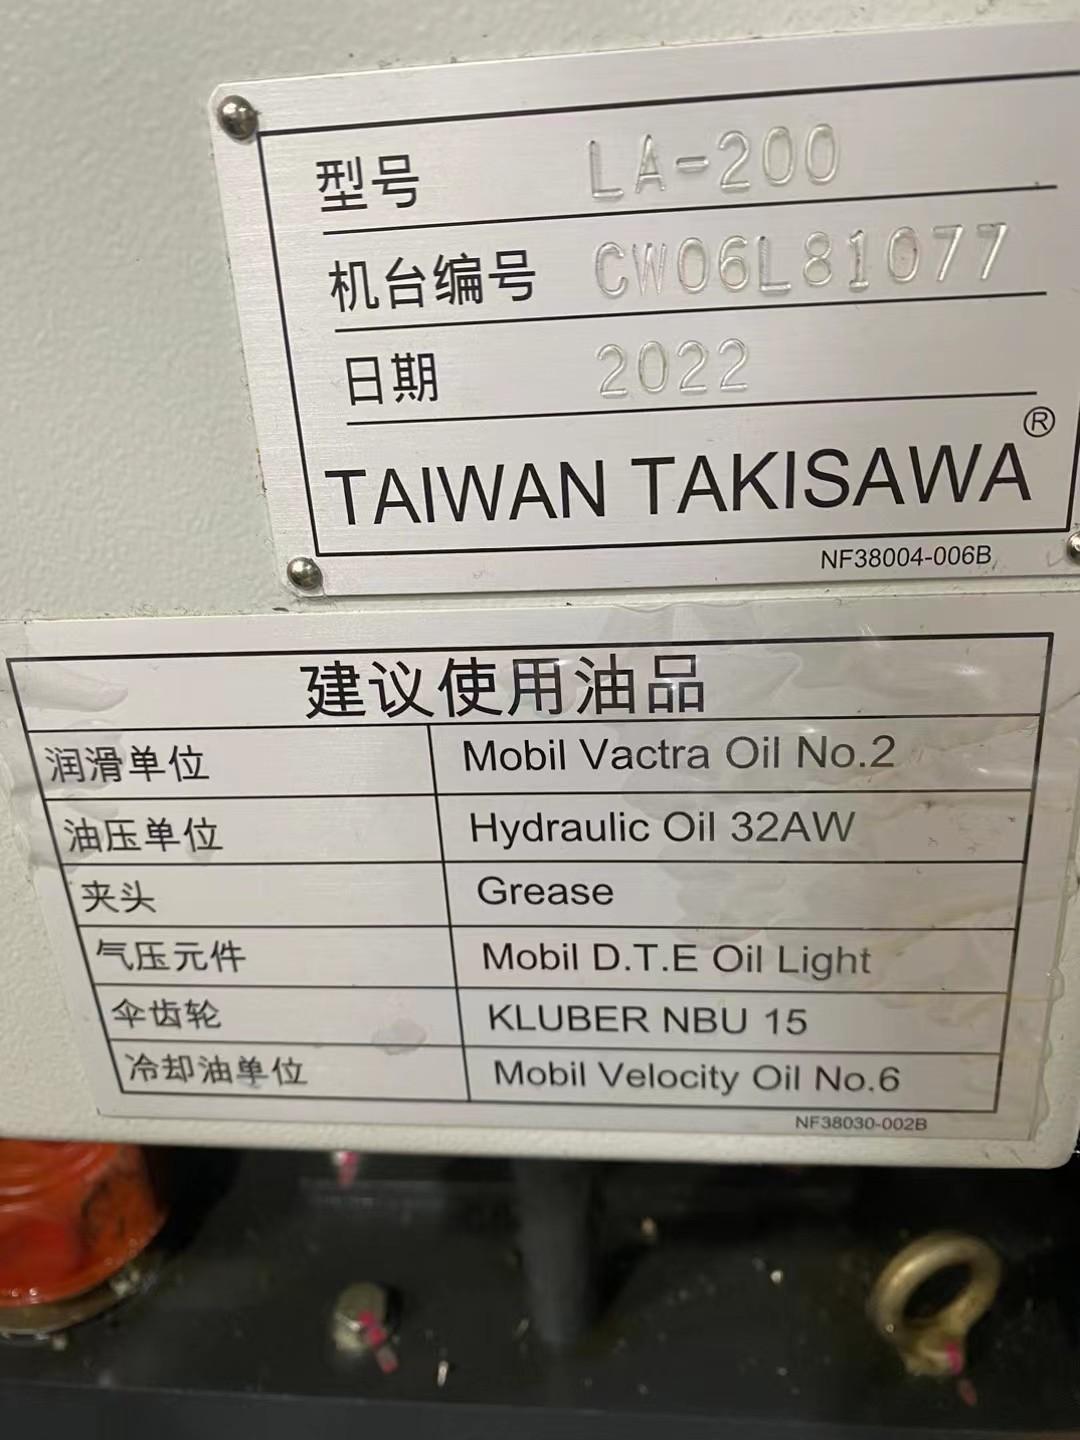 型号 LA-200
机台编号 CW06L81077
日期 2022
TAIWAN TAKISAWA®
NF38004-006B
建议使用油品
润滑单位 Mobil Vactra Oil No.2
油压单位 Hydraulic Oil 32AW
夹头 Grease
气压元件 Mobil D.T.E Oil Light
伞齿轮 KLUBER NBU 15
冷却油单位 Mobil Velocity Oil No.6
NF38030-002B